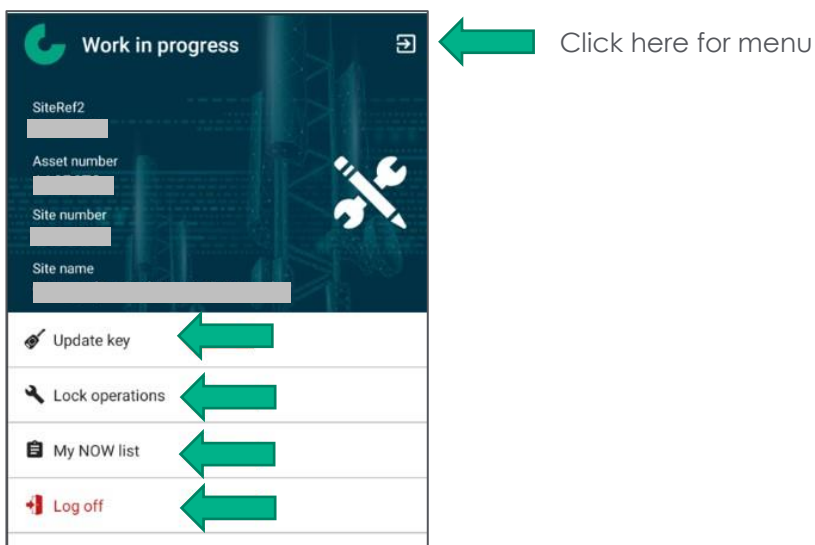 Work in progress
Click here for menu
SiteRef2
Asset number
Site number
Site name
Update key
Lock operations
My NOW list
Log off